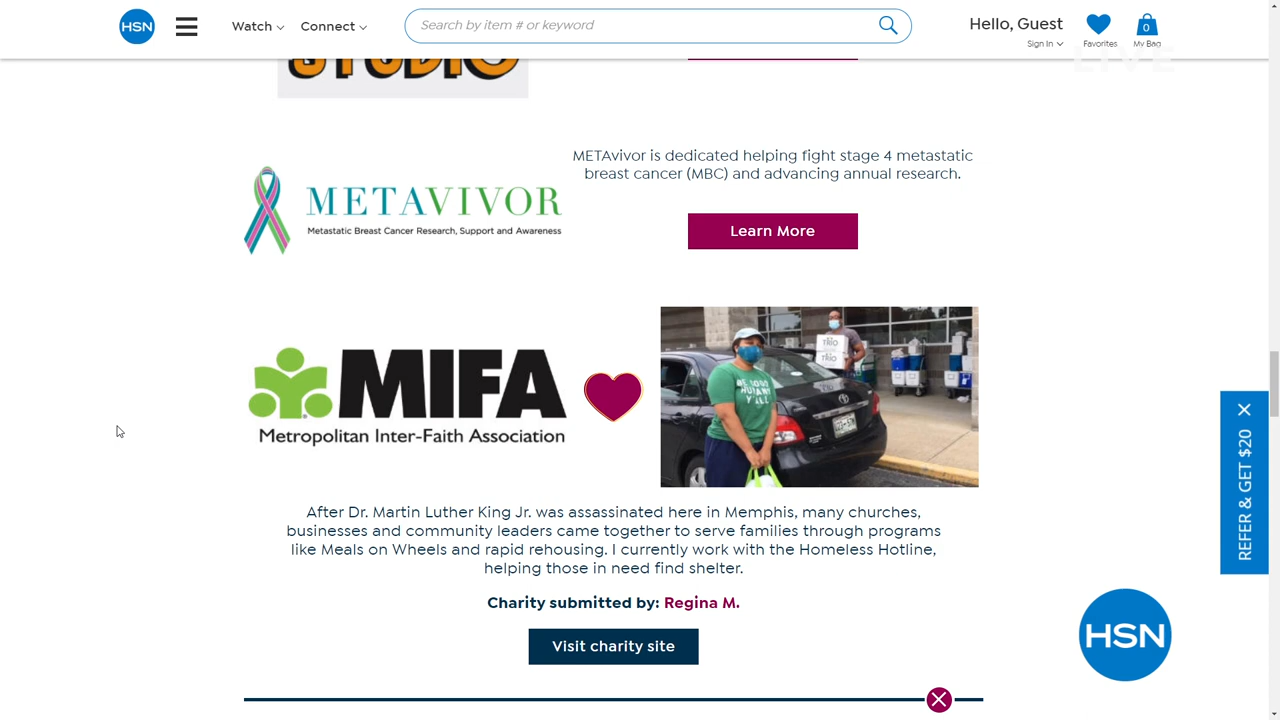 HSN
Watch
Connect
Search by item # or keyword
Hello, Guest
Sign In
Favorites
0
My Bag
LIVE
STUDIO
METAvivor is dedicated helping fight stage 4 metastatic
breast cancer (MBC) and advancing annual research.
METAVIVOR
Metastatic Breast Cancer Research, Support and Awareness
Learn More
MIFA
Metropolitan Inter-Faith Association
After Dr. Martin Luther King Jr. was assassinated here in Memphis, many churches,
businesses and community leaders came together to serve families through programs
like Meals on Wheels and rapid rehousing. I currently work with the Homeless Hotline,
helping those in need find shelter.
Charity submitted by: Regina M.
Visit charity site
REFER & GET $20
HSN